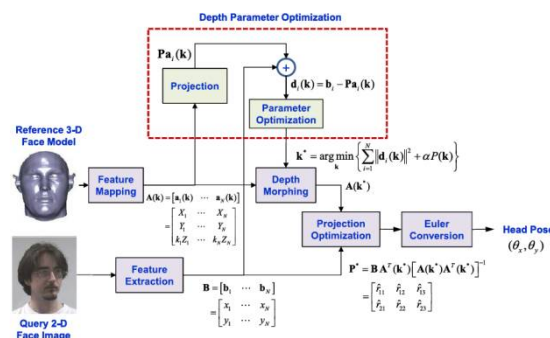 Depth Parameter Optimization
Pa_i(k)
Projection
+
d_i(k) = b_i − Pa_i(k)
Parameter
Optimization
Reference 3-D
Face Model
k* = arg min_k { ∑_{i=1}^{N} ‖d_i(k)‖² + αP(k) }
Feature
Mapping
A(k) = [a_1(k) ⋯ a_N(k)]
= [ X_1 ⋯ X_N
Y_1 ⋯ Y_N
k_1Z_1 ⋯ k_NZ_N ]
Depth
Morphing
A(k*)
Projection
Optimization
Euler
Conversion
Head Pose
(θ_x, θ_y)
Feature
Extraction
B = [b_1 ⋯ b_N]
= [ x_1 ⋯ x_N
y_1 ⋯ y_N ]
P* = B A^T(k*)[A(k*)A^T(k*)]^{−1}
= [ r̂_11 r̂_12 r̂_13
r̂_21 r̂_22 r̂_23 ]
Query 2-D
Face Image